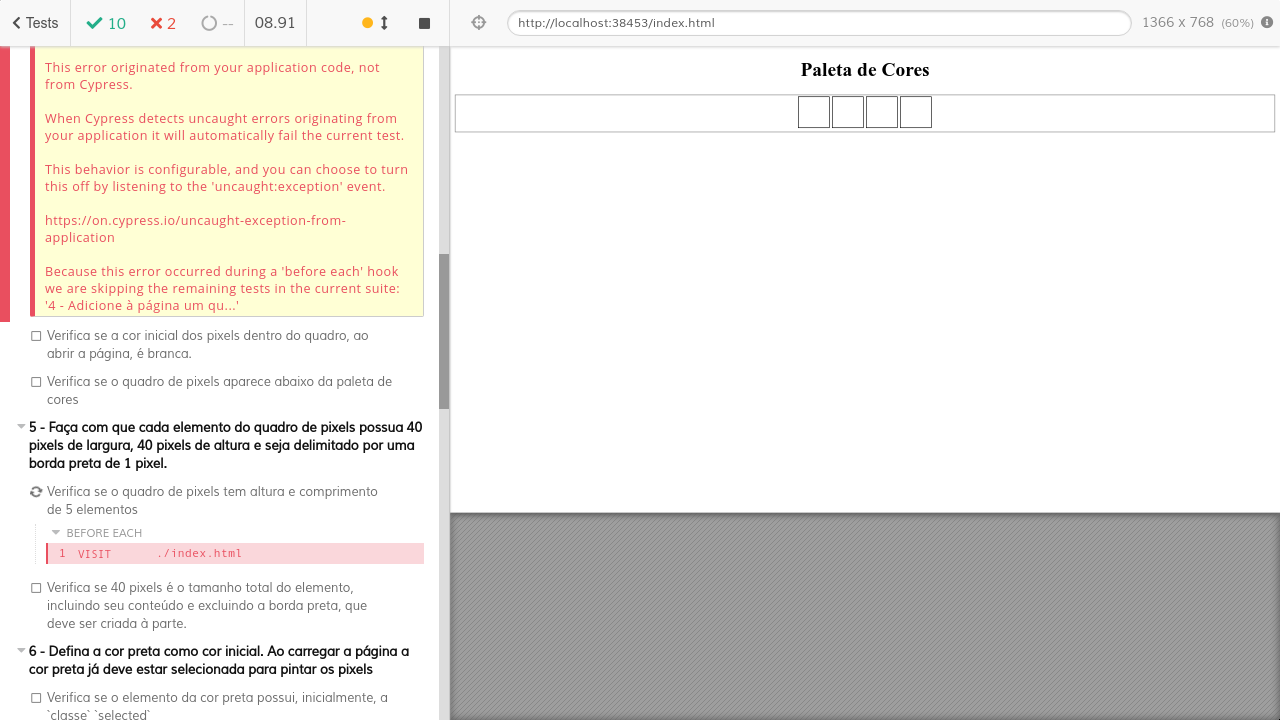 Tests
10
2
--
08.91
http://localhost:38453/index.html
1366 x 768 (60%)
This error originated from your application code, not
from Cypress.
When Cypress detects uncaught errors originating from
your application it will automatically fail the current test.
This behavior is configurable, and you can choose to turn
this off by listening to the 'uncaught:exception' event.
https://on.cypress.io/uncaught-exception-from-
application
Because this error occurred during a 'before each' hook
we are skipping the remaining tests in the current suite:
'4 - Adicione à página um qu...'
Verifica se a cor inicial dos pixels dentro do quadro, ao
abrir a página, é branca.
Verifica se o quadro de pixels aparece abaixo da paleta de
cores
5 - Faça com que cada elemento do quadro de pixels possua 40
pixels de largura, 40 pixels de altura e seja delimitado por uma
borda preta de 1 pixel.
Verifica se o quadro de pixels tem altura e comprimento
de 5 elementos
BEFORE EACH
1 VISIT ./index.html
Verifica se 40 pixels é o tamanho total do elemento,
incluindo seu conteúdo e excluindo a borda preta, que
deve ser criada à parte.
6 - Defina a cor preta como cor inicial. Ao carregar a página a
cor preta já deve estar selecionada para pintar os pixels
Verifica se o elemento da cor preta possui, inicialmente, a
`classe` `selected`
Paleta de Cores